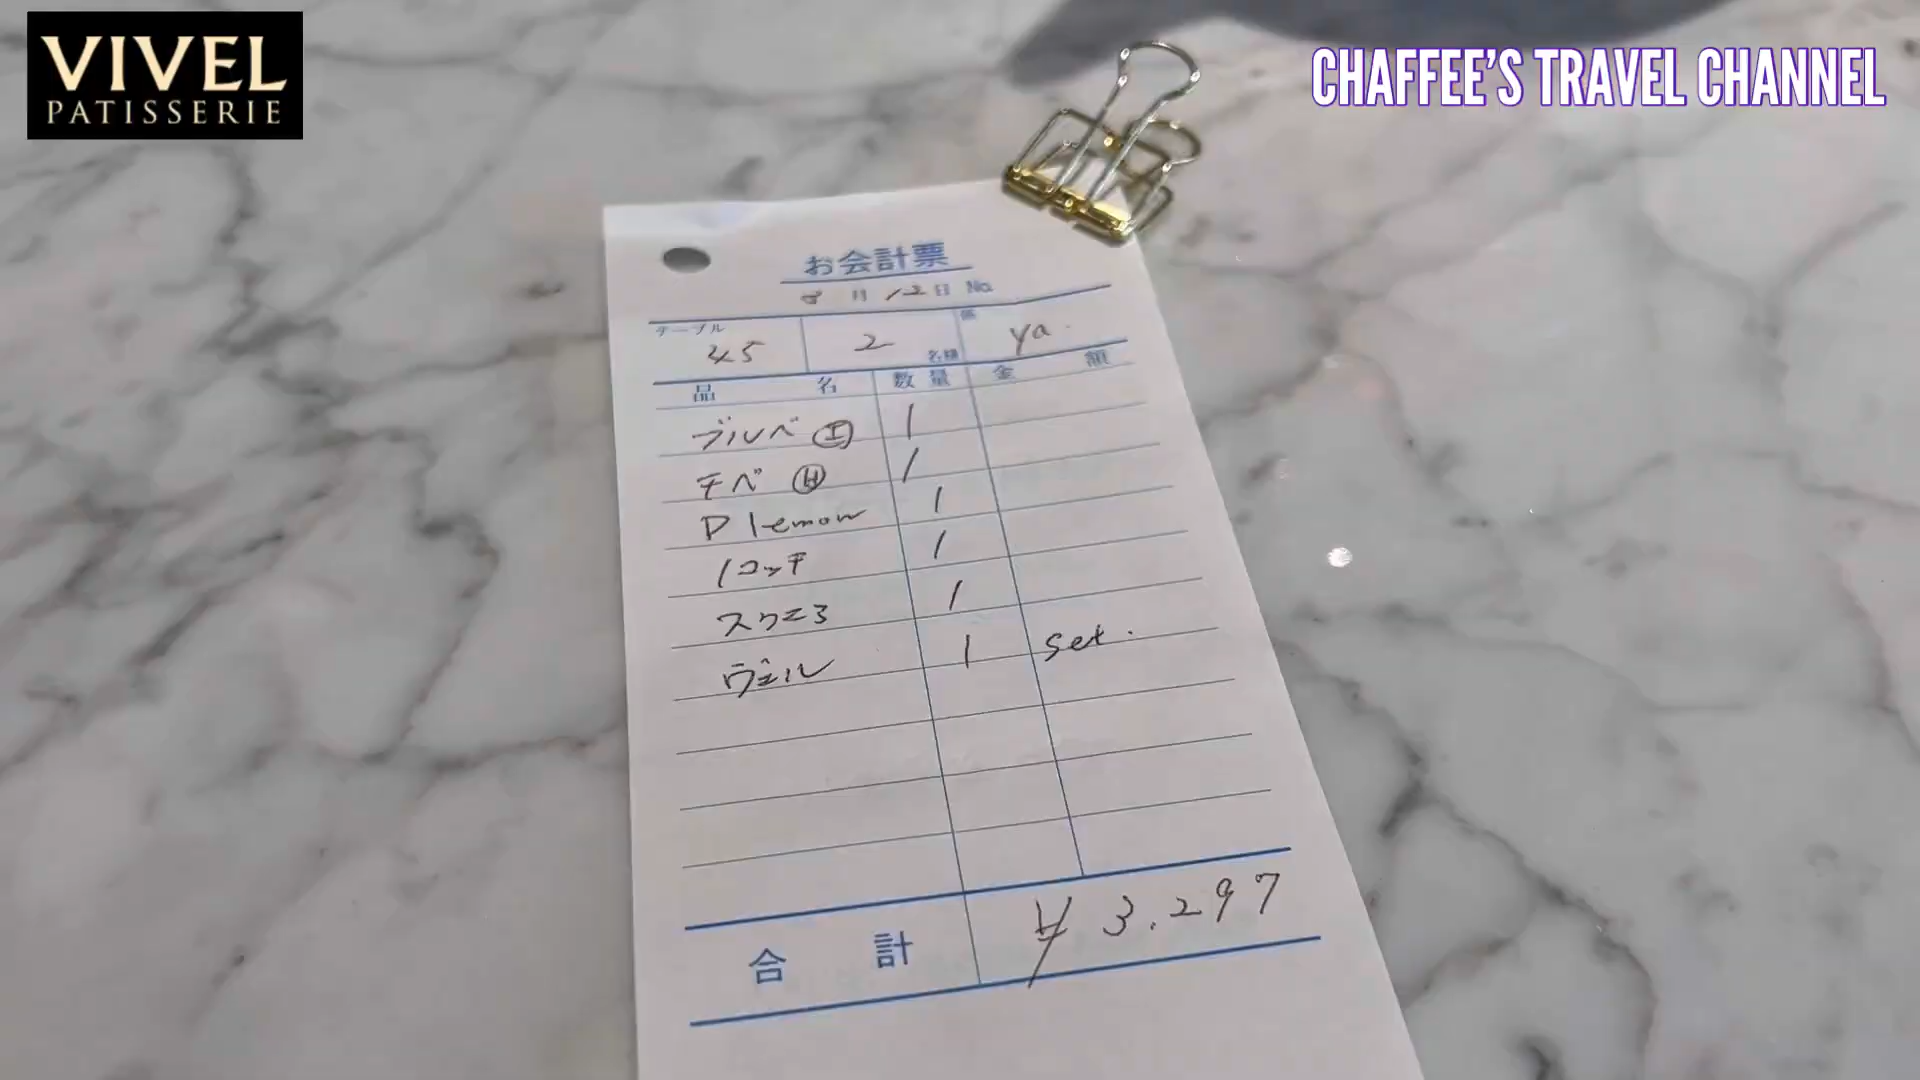 VIVEL
PATISSERIE
CHAFFEE'S TRAVEL CHANNEL
お会計票
8 月 12 日 No.
テーブル 45 2 名様 係 ya.
品 名 数 量 金 額
ブルベ Ⓘ 1
チベ Ⓗ 1
P lemon 1
1コッチ 1
スクエ3 1
ヴェル 1 set.
合 計 ¥3.297